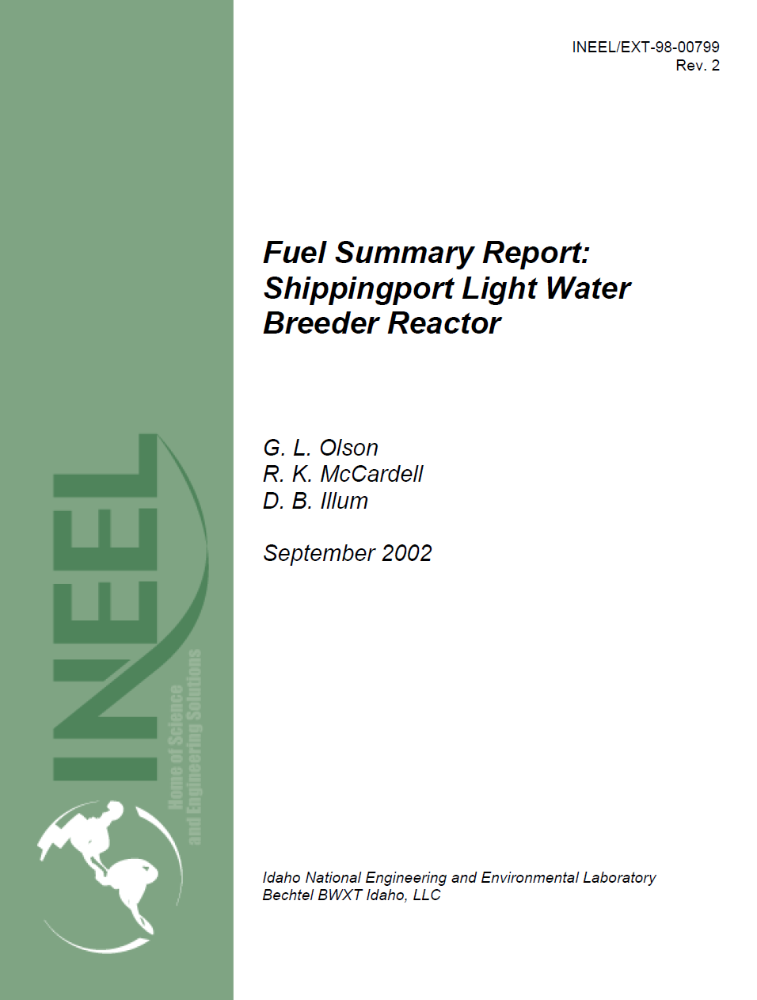 INEEL/EXT-98-00799
Rev. 2
Fuel Summary Report:
Shippingport Light Water
Breeder Reactor
G. L. Olson
R. K. McCardell
D. B. Illum
September 2002
INEEL
Home of Science
and Engineering Solutions
Idaho National Engineering and Environmental Laboratory
Bechtel BWXT Idaho, LLC